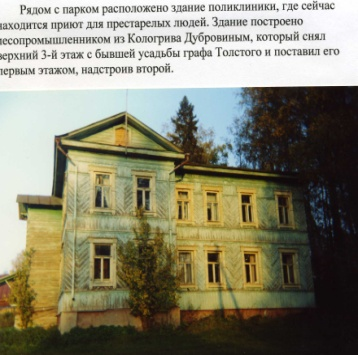 Рядом с парком расположено здание поликлиники, где сейчас
находится приют для престарелых людей. Здание построено
лесопромышленником из Кологрива Дубровиным, который снял
верхний 3-й этаж с бывшей усадьбы графа Толстого и поставил его
первым этажом, надстроив второй.